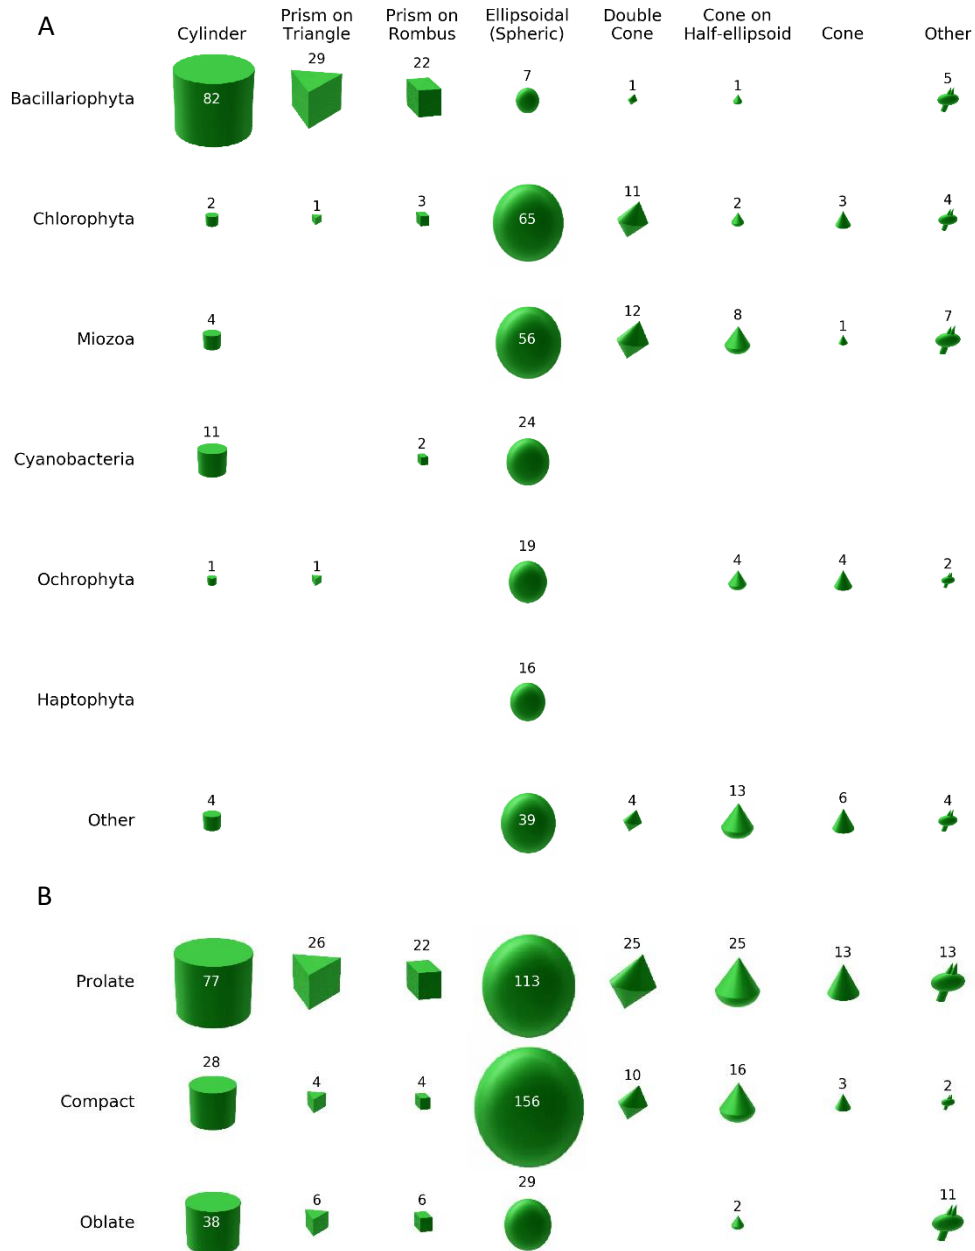 A
Cylinder
Prism on
Triangle
Prism on
Rombus
Ellipsoidal
(Spheric)
Double
Cone
Cone on
Half-ellipsoid
Cone
Other
Bacillariophyta 82 29 22 7 1 1 5
Chlorophyta 2 1 3 65 11 2 3 4
Miozoa 4 56 12 8 1 7
Cyanobacteria 11 2 24
Ochrophyta 1 1 19 4 4 2
Haptophyta 16
Other 4 39 4 13 6 4
B
Prolate 77 26 22 113 25 25 13 13
Compact 28 4 4 156 10 16 3 2
Oblate 38 6 6 29 2 11